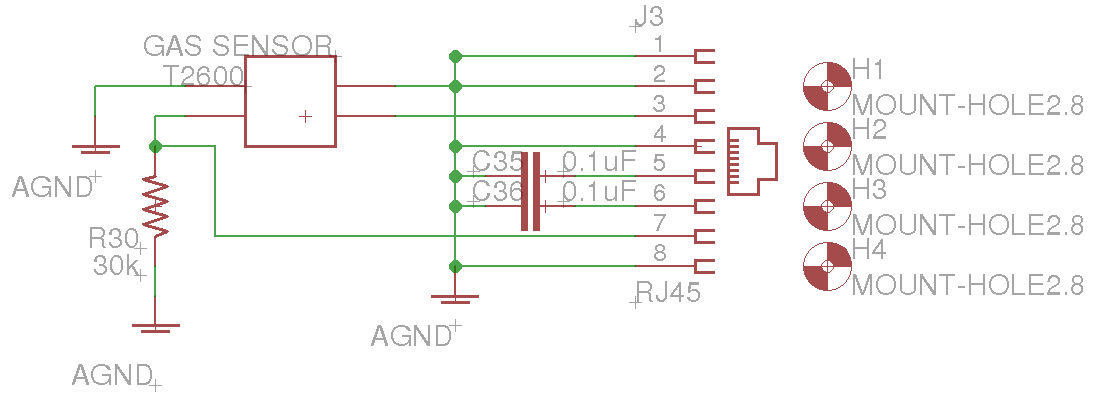 J3
GAS SENSOR
T2600
1
2
3
4
5
6
7
8
C35 0.1uF
C36 0.1uF
RJ45
H1
MOUNT-HOLE2.8
H2
MOUNT-HOLE2.8
H3
MOUNT-HOLE2.8
H4
MOUNT-HOLE2.8
AGND
R30
30k
AGND
AGND